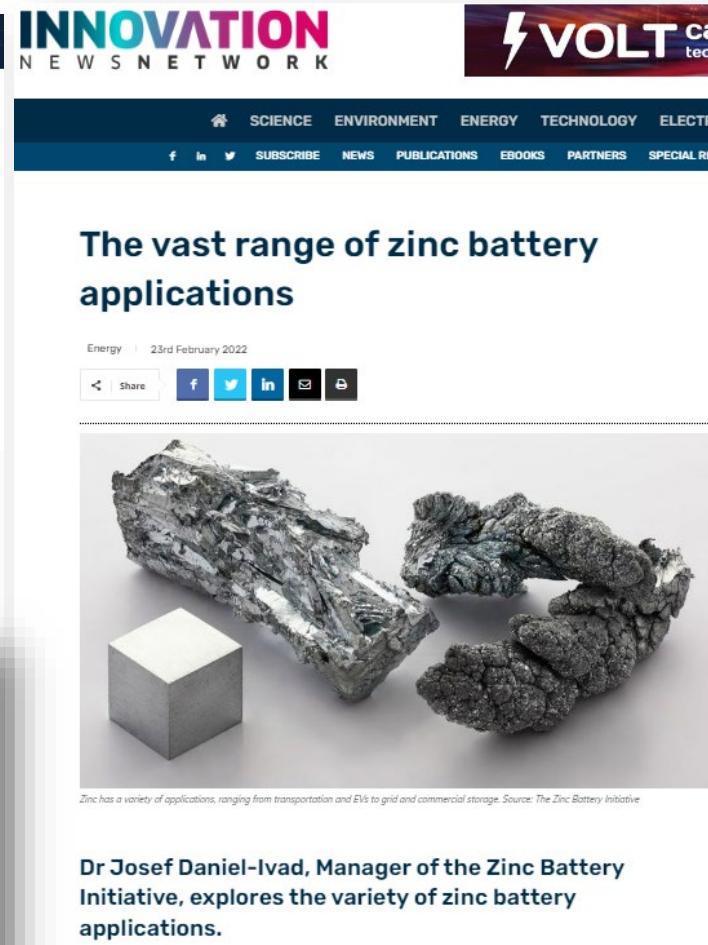 INNOVATION
NEWSNETWORK
VOLT
SCIENCE ENVIRONMENT ENERGY TECHNOLOGY
SUBSCRIBE NEWS PUBLICATIONS EBOOKS PARTNERS SPECIAL
The vast range of zinc battery
applications
Energy 23rd February 2022
Share
Zinc has a variety of applications, ranging from transportation and EVs to grid and commercial storage. Source: The Zinc Battery Initiative
Dr Josef Daniel-Ivad, Manager of the Zinc Battery
Initiative, explores the variety of zinc battery
applications.